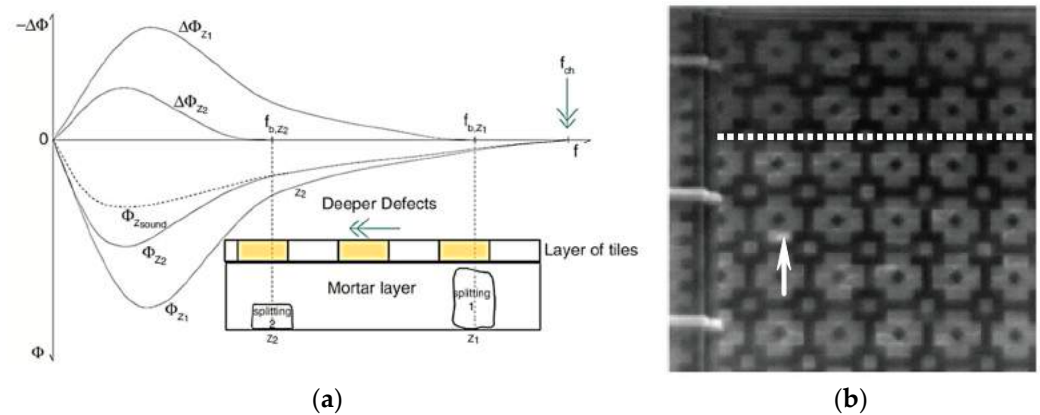 −ΔΦ
ΔΦz1
fch
ΔΦz2
fb,z2
fb,z1
0
f
z2
Φzsound
Deeper Defects
Φz2
Layer of tiles
Mortar layer
splitting
1
splitting
2
Φz1
z2
z1
Φ
(a)
(b)